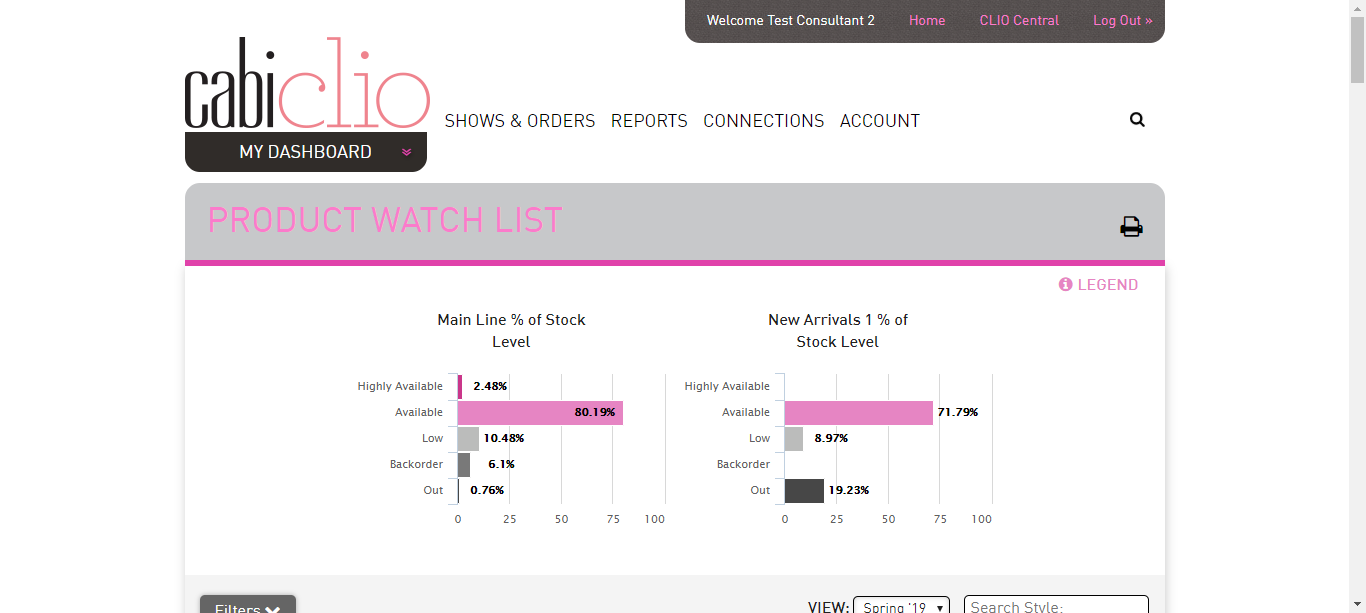 Welcome Test Consultant 2 Home CLIO Central Log Out »
cabiclio
SHOWS & ORDERS REPORTS CONNECTIONS ACCOUNT
MY DASHBOARD
PRODUCT WATCH LIST
LEGEND
Main Line % of Stock
Level
Highly Available 2.48%
Available 80.19%
Low 10.48%
Backorder 6.1%
Out 0.76%
0 25 50 75 100
New Arrivals 1 % of
Stock Level
Highly Available
Available 71.79%
Low 8.97%
Backorder
Out 19.23%
0 25 50 75 100
Filters VIEW: Spring '19 Search Style: